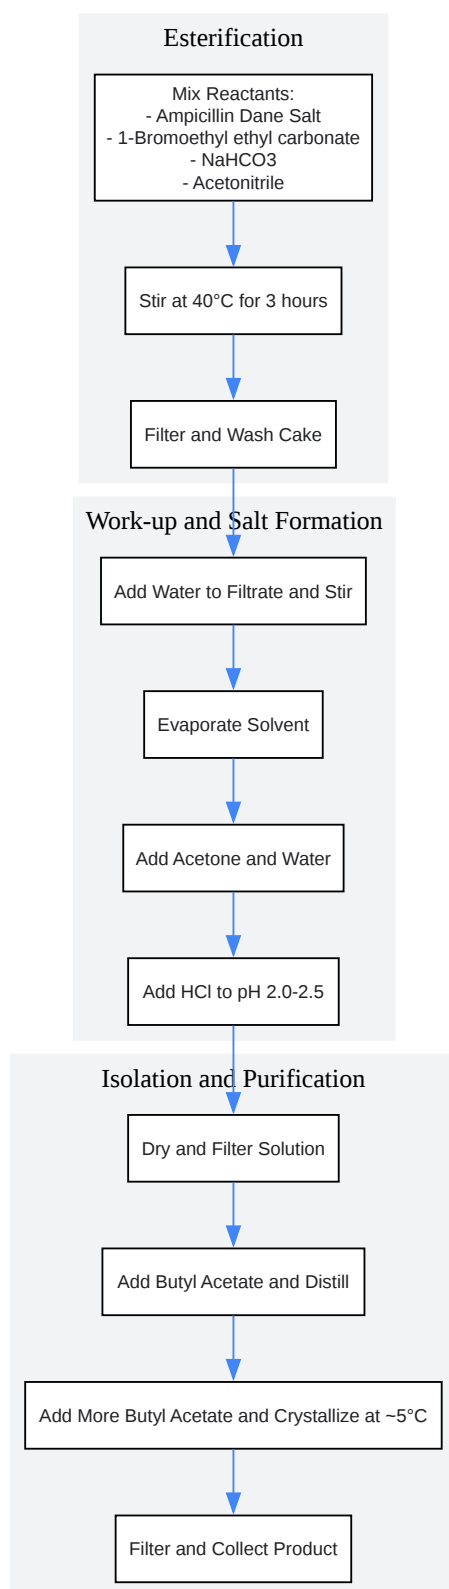 Esterification
Mix Reactants:
- Ampicillin Dane Salt
- 1-Bromoethyl ethyl carbonate
- NaHCO3
- Acetonitrile
Stir at 40°C for 3 hours
Filter and Wash Cake
Work-up and Salt Formation
Add Water to Filtrate and Stir
Evaporate Solvent
Add Acetone and Water
Add HCl to pH 2.0-2.5
Isolation and Purification
Dry and Filter Solution
Add Butyl Acetate and Distill
Add More Butyl Acetate and Crystallize at ~5°C
Filter and Collect Product